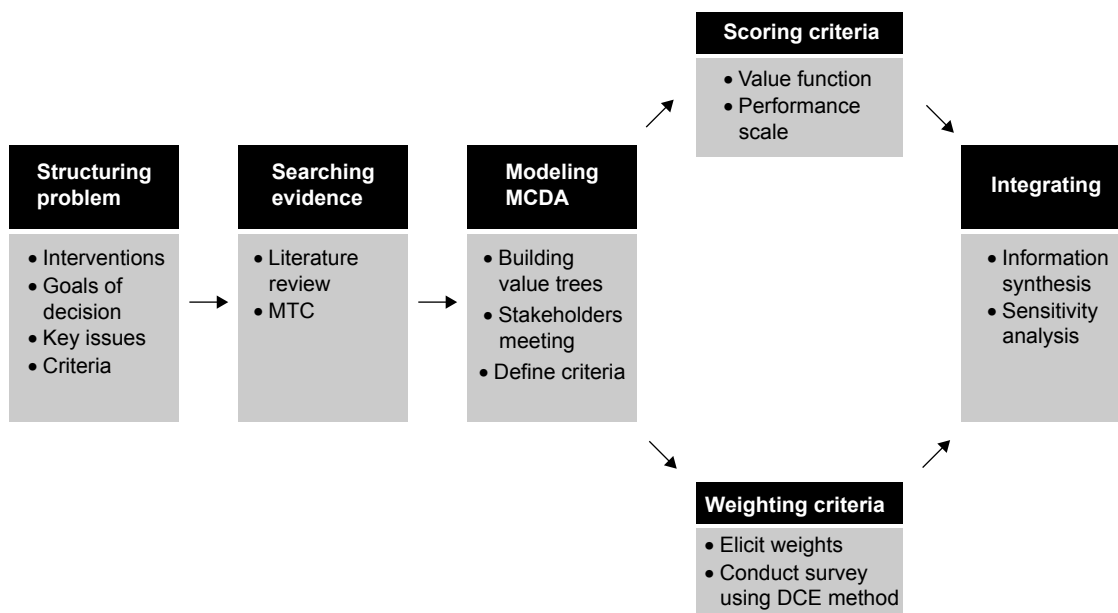 Structuring
problem
• Interventions
• Goals of
decision
• Key issues
• Criteria
Searching
evidence
• Literature
review
• MTC
Modeling
MCDA
• Building
value trees
• Stakeholders
meeting
• Define criteria
Scoring criteria
• Value function
• Performance
scale
Weighting criteria
• Elicit weights
• Conduct survey
using DCE method
Integrating
• Information
synthesis
• Sensitivity
analysis